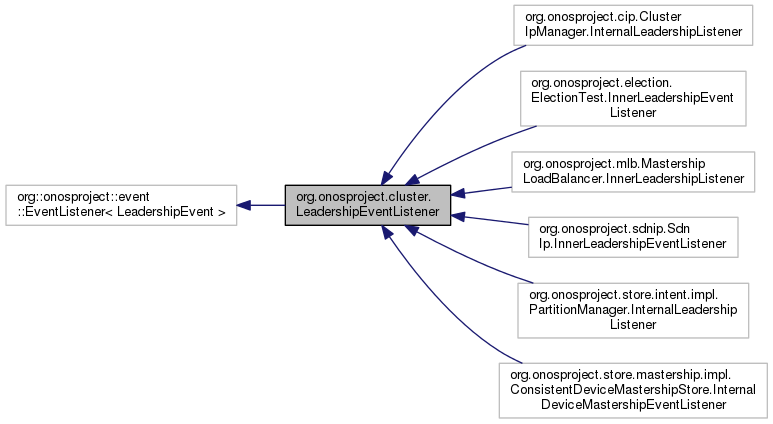 org.onosproject.cip.Cluster
IpManager.InternalLeadershipListener
org.onosproject.election.
ElectionTest.InnerLeadershipEvent
Listener
org.onosproject.mlb.Mastership
LoadBalancer.InnerLeadershipListener
org::onosproject::event
::EventListener< LeadershipEvent >
org.onosproject.cluster.
LeadershipEventListener
org.onosproject.sdnip.Sdn
Ip.InnerLeadershipEventListener
org.onosproject.store.intent.impl.
PartitionManager.InternalLeadership
Listener
org.onosproject.store.mastership.impl.
ConsistentDeviceMastershipStore.Internal
DeviceMastershipEventListener